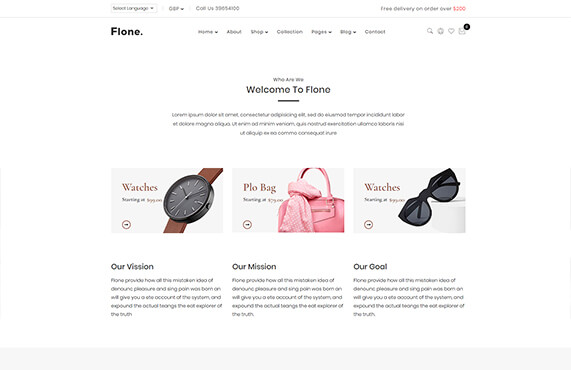 Select Language
GBP
Call Us 39654100
Free delivery on order over $200
Flone.
Home
About
Shop
Collection
Pages
Blog
Contact
Who Are We
Welcome To Flone
Lorem ipsum dolor sit amet, consectetur adipiscing elit, sed do eiusmod tempor incididunt labor
et dolore magna aliqua. Ut enim ad minim veniam, quis nostrud exercitation ullamco laboris nisi
ut aliquip ex ea commo consequat irure
Watches
Starting at $99.00
Plo Bag
Starting at $79.00
Watches
Starting at $99.00
Our Vission
Flone provide how all this mistaken idea of
denounc pleasure and sing pain was born an
will give you a ete account of the system, and
expound the actual teangs the eat explorer of
the truth
Our Mission
Flone provide how all this mistaken idea of
denounc pleasure and sing pain was born an
will give you a ete account of the system, and
expound the actual teangs the eat explorer of
the truth.
Our Goal
Flone provide how all this mistaken idea of
denounc pleasure and sing pain was born an
will give you a ete account of the system, and
expound the actual teangs the eat explorer of
the truth.